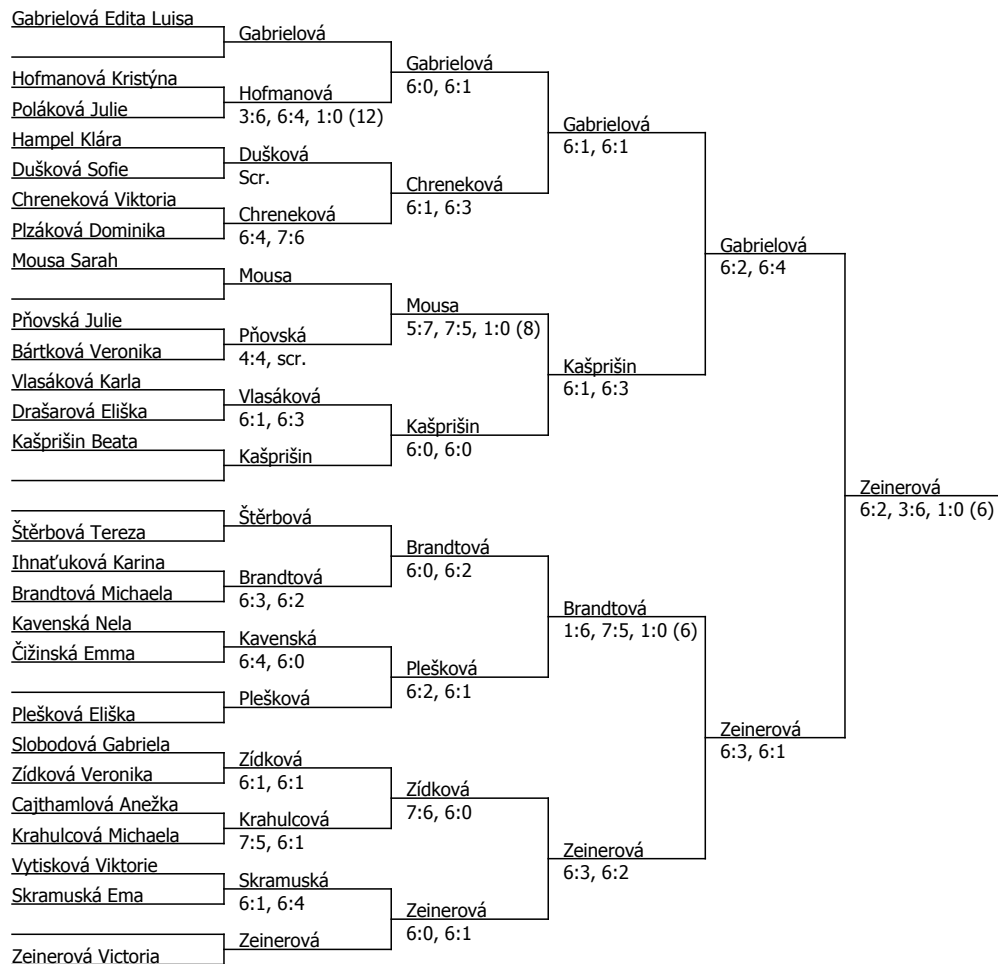 Gabrielová Edita Luisa
Hofmanová Kristýna
Poláková Julie
Hampel Klára
Dušková Sofie
Chreneková Viktoria
Plzáková Dominika
Mousa Sarah
Pňovská Julie
Bártková Veronika
Vlasáková Karla
Drašarová Eliška
Kašprišin Beata
Štěrbová Tereza
Ihnaťuková Karina
Brandtová Michaela
Kavenská Nela
Čižinská Emma
Plešková Eliška
Slobodová Gabriela
Zídková Veronika
Cajthamlová Anežka
Krahulcová Michaela
Vytisková Viktorie
Skramuská Ema
Zeinerová Victoria
Gabrielová
Hofmanová
3:6, 6:4, 1:0 (12)
Dušková
Scr.
Chreneková
6:4, 7:6
Mousa
Pňovská
4:4, scr.
Vlasáková
6:1, 6:3
Kašprišin
Štěrbová
Brandtová
6:3, 6:2
Kavenská
6:4, 6:0
Plešková
Zídková
6:1, 6:1
Krahulcová
7:5, 6:1
Skramuská
6:1, 6:4
Zeinerová
Gabrielová
6:0, 6:1
Chreneková
6:1, 6:3
Mousa
5:7, 7:5, 1:0 (8)
Kašprišin
6:0, 6:0
Brandtová
6:0, 6:2
Plešková
6:2, 6:1
Zídková
7:6, 6:0
Zeinerová
6:0, 6:1
Gabrielová
6:1, 6:1
Kašprišin
6:1, 6:3
Brandtová
1:6, 7:5, 1:0 (6)
Zeinerová
6:3, 6:2
Gabrielová
6:2, 6:4
Zeinerová
6:3, 6:1
Zeinerová
6:2, 3:6, 1:0 (6)